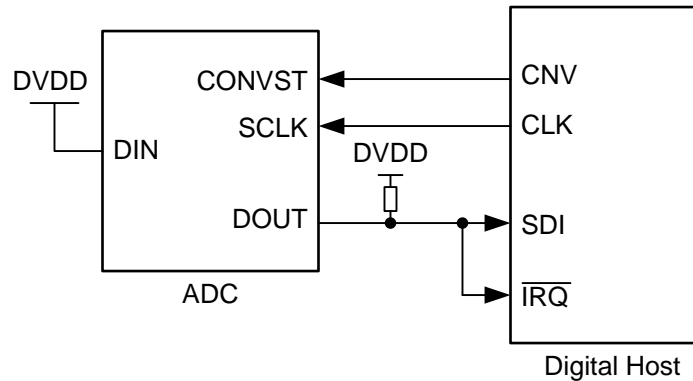 DVDD
DIN
CONVST
SCLK
DVDD
DOUT
ADC
CNV
CLK
SDI
IRQ
Digital Host